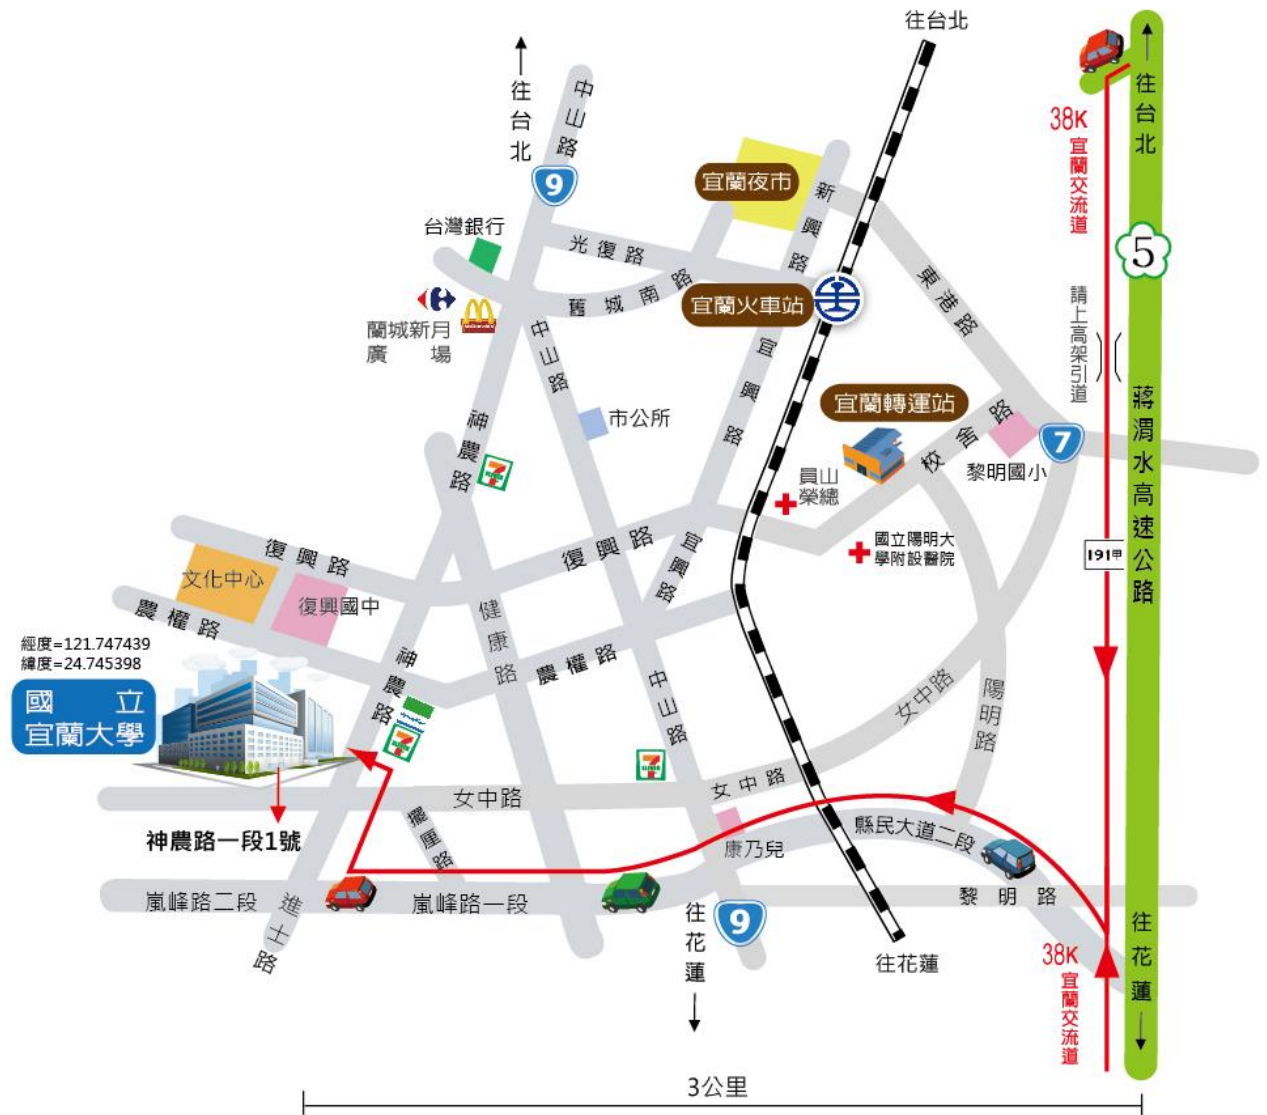 往台北
往台北
中山路
9
往台北
38K
宜蘭交流道
宜蘭夜市
新興路
台灣銀行
光復路
東港路
5
舊城南路
宜蘭火車站
請上高架引道
蘭城新月
廣場
中山路
宜興路
宜蘭轉運站
蔣渭水高速公路
市公所
神農路
7
校舍路
7
黎明國小
員山
榮總
國立陽明大
學附設醫院
191甲
復興路
復興路
宜興路
文化中心
復興國中
健康路
農權路
農權路
經度=121.747439
緯度=24.745398
國立
宜蘭大學
神農路
7
ELEVEN
中山路
女中路
陽明路
7
女中路
女中路
神農路一段1號
擺厘路
康乃兒
縣民大道二段
嵐峰路二段
嵐峰路一段
進士路
黎明路
9
往花蓮
往花蓮
往花蓮
38K
宜蘭交流道
3公里